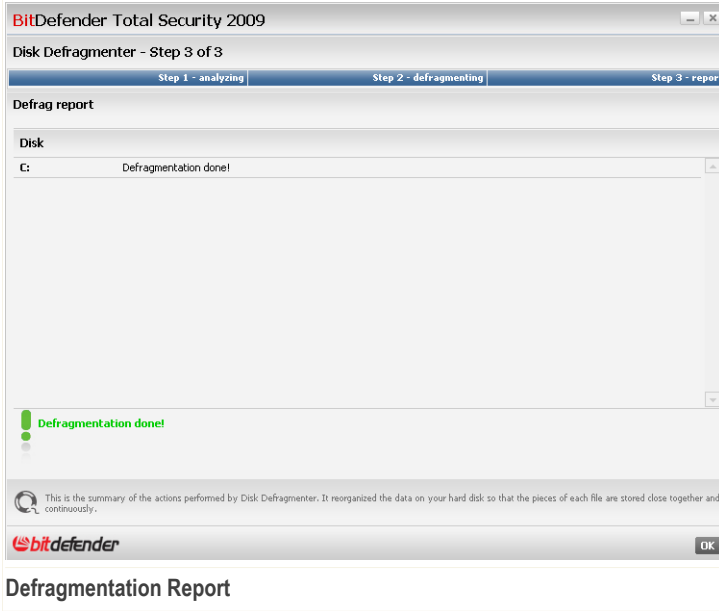 BitDefender Total Security 2009
Disk Defragmenter - Step 3 of 3
Step 1 - analyzing
Step 2 - defragmenting
Step 3 - repor
Defrag report
Disk
C: Defragmentation done!
Defragmentation done!
This is the summary of the actions performed by Disk Defragmenter. It reorganized the data on your hard disk so that the pieces of each file are stored close together and
continuously.
bitdefender
OK
Defragmentation Report